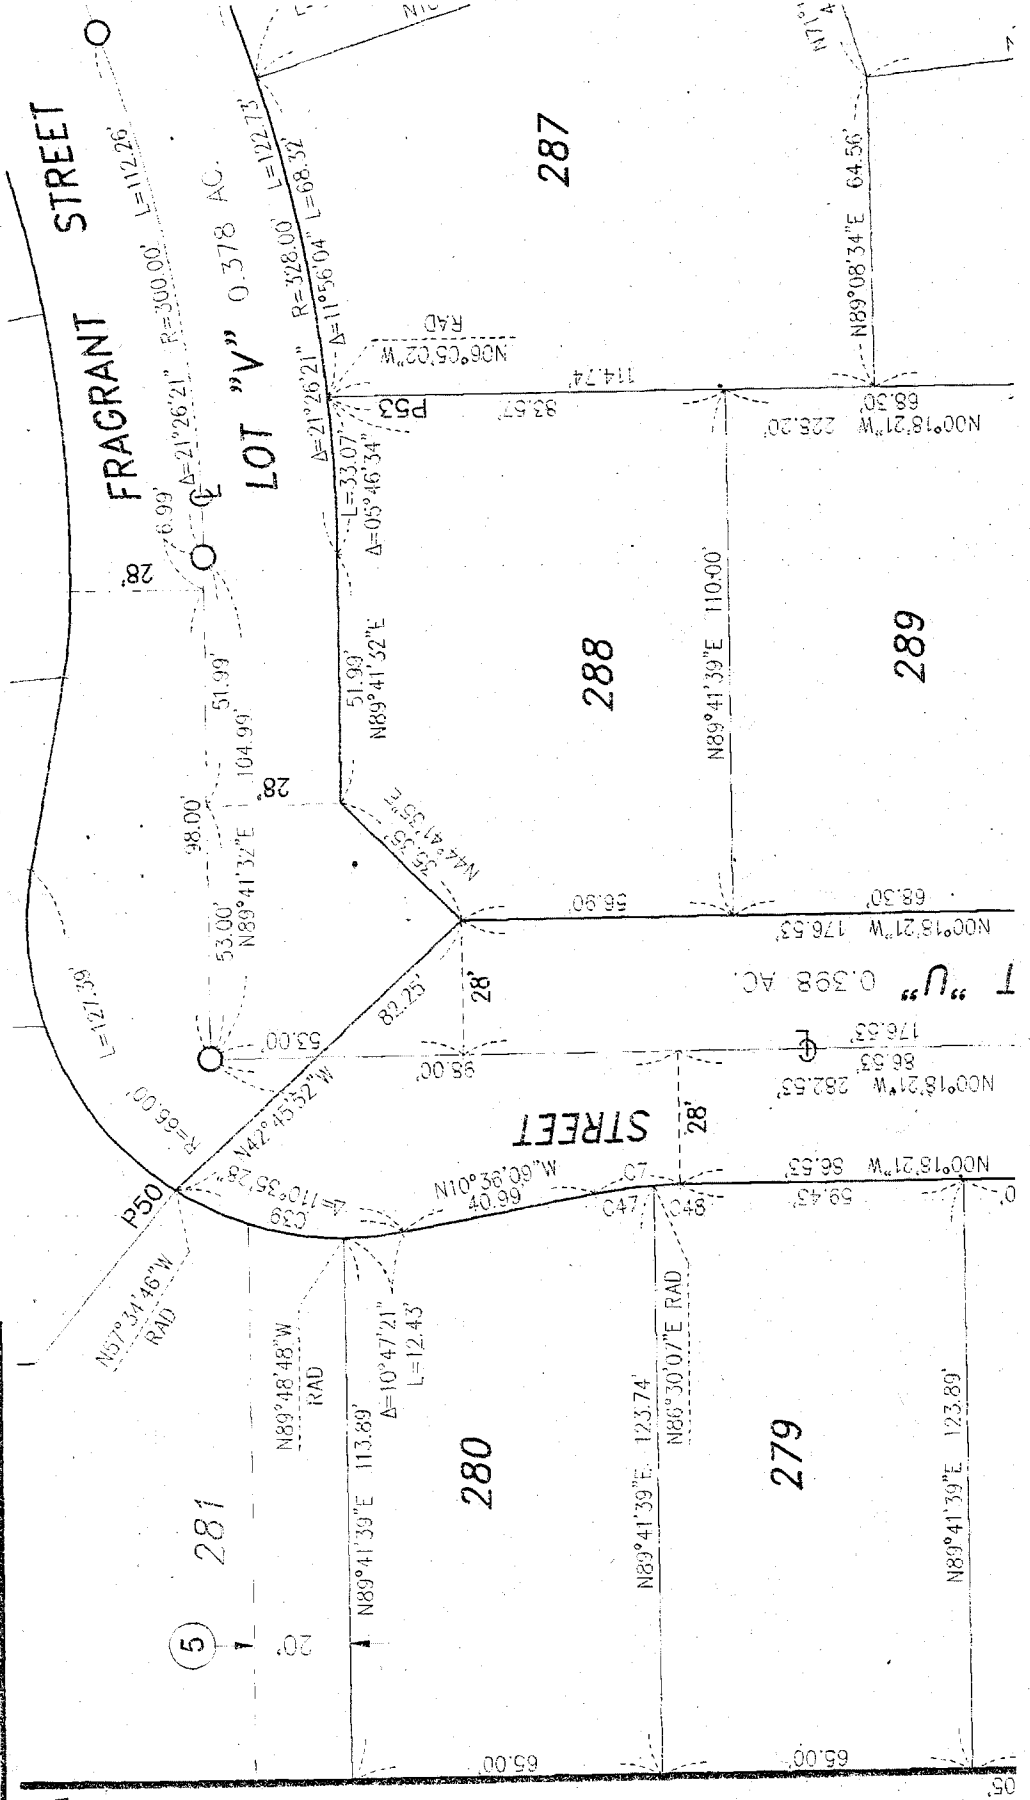 FRAGRANT STREET
Δ=21°26'21" R=300.00' L=112.26'
6.99'
LOT "V" 0.378 AC.
Δ=21°26'21" R=328.00' L=122.73'
Δ=11°56'04" L=68.32'
L=33.07'
Δ=05°46'34"
28'
51.99'
104.99'
98.00'
53.00'
N89°41'32"E
28'
51.99'
N89°41'32"E
P53
N06°05'02"W
RAD
83.57'
114.74'
287
N89°08'34"E 64.56'
68.30'
N00°18'21"W 228.20'
N89°41'39"E 110.00'
288
289
35.35'
N44°41'35"E
56.90'
68.30'
N00°18'21"W 176.53'
"U" 0.398 AC.
176.53'
86.53'
N00°18'21"W 282.53'
STREET
98.00'
53.00'
28'
82.25'
N42°45'52"W
L=127.39'
R=66.00'
Δ=110°35'28"
C39
P50
N57°34'46"W
RAD
N10°36'09"W
40.99'
C7
C47
C48
28'
59.43'
N00°18'21"W 86.53'
N89°48'48"W
RAD
Δ=10°47'21"
L=12.43'
N86°30'07"E RAD
281
5
20'
N89°41'39"E 113.89'
280
N89°41'39"E 123.74'
279
N89°41'39"E 123.89'
65.00'
65.00'